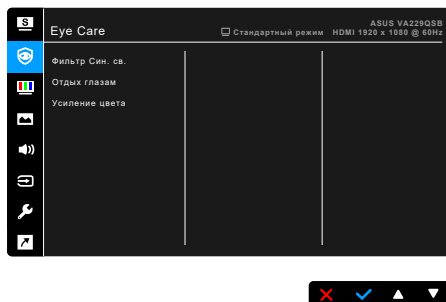 S
Eye Care
Стандартный режим
ASUS VA229QSB
HDMI 1920 x 1080 @ 60Hz
Фильтр Син. св.
Отдых глазам
Усиление цвета